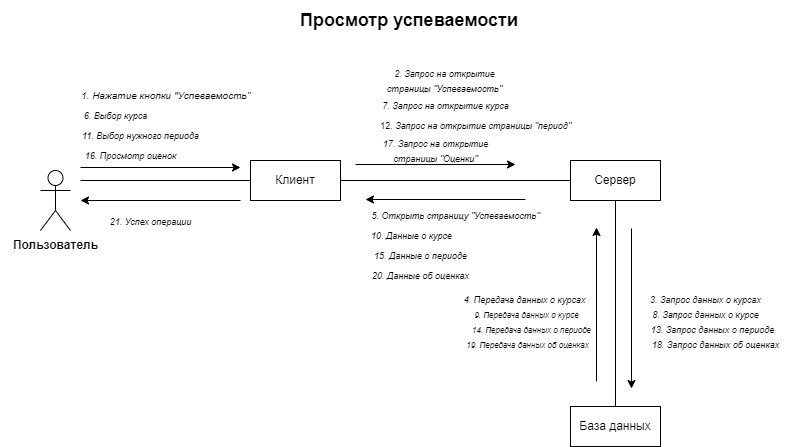 Просмотр успеваемости
2. Запрос на открытие
страницы "Успеваемость"
1. Нажатие кнопки "Успеваемость"
7. Запрос на открытие курса
6. Выбор курса
12. Запрос на открытие страницы "период"
11. Выбор нужного периода
17. Запрос на открытие
страницы "Оценки"
16. Просмотр оценок
Клиент
Сервер
21. Успех операции
5. Открыть страницу "Успеваемость"
10. Данные о курсе
15. Данные о периоде
20. Данные об оценках
Пользователь
4. Передача данных о курсах
9. Передача данных о курсе
14. Передача данных о периоде
19. Передача данных об оценках
3. Запрос данных о курсах
8. Запрос данных о курсе
13. Запрос данных о периоде
18. Запрос данных об оценках
База данных